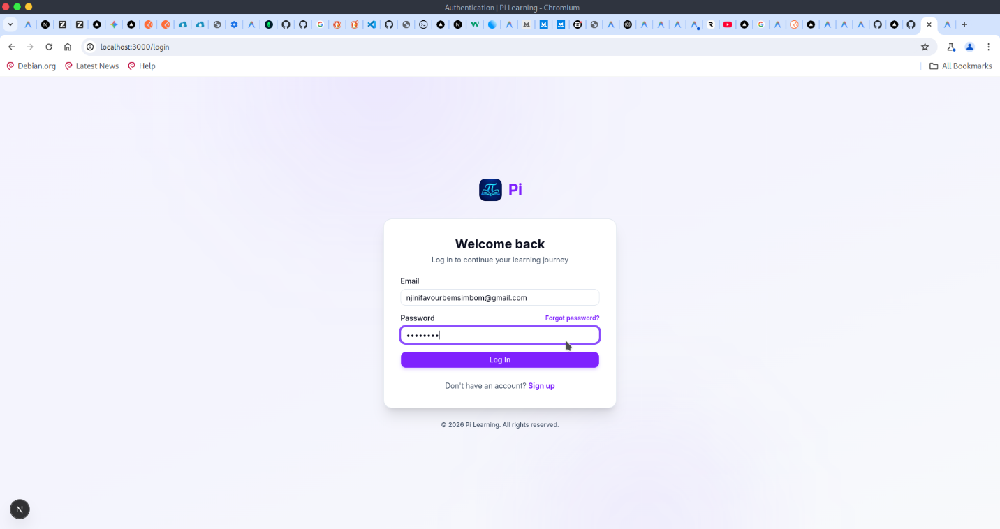 Authentication | Pi Learning - Chromium
localhost:3000/login
Debian.org Latest News Help All Bookmarks
Pi
Welcome back
Log in to continue your learning journey
Email
njinifavourbemsimbom@gmail.com
Password Forgot password?
••••••••
Log In
Don't have an account? Sign up
© 2026 Pi Learning. All rights reserved.
N